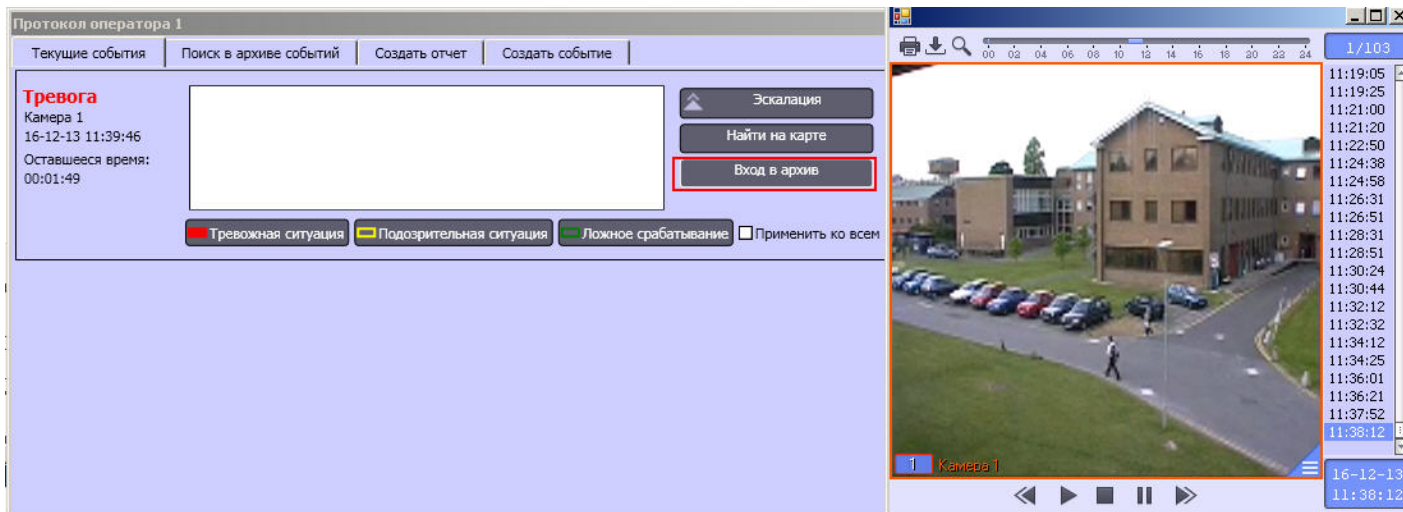 Протокол оператора 1
Текущие события
Поиск в архиве событий
Создать отчет
Создать событие
Тревога
Камера 1
16-12-13 11:39:46
Оставшееся время:
00:01:49
Эскалация
Найти на карте
Вход в архив
Тревожная ситуация
Подозрительная ситуация
Ложное срабатывание
Применить ко всем
00 02 04 06 08 10 12 14 16 18 20 22 24
1/103
11:19:05
11:19:25
11:21:00
11:21:20
11:22:50
11:24:38
11:24:58
11:26:31
11:26:51
11:28:31
11:28:51
11:30:24
11:30:44
11:32:12
11:32:32
11:34:12
11:34:25
11:36:01
11:36:21
11:37:52
11:38:12
1 Камера 1
16-12-13
11:38:12